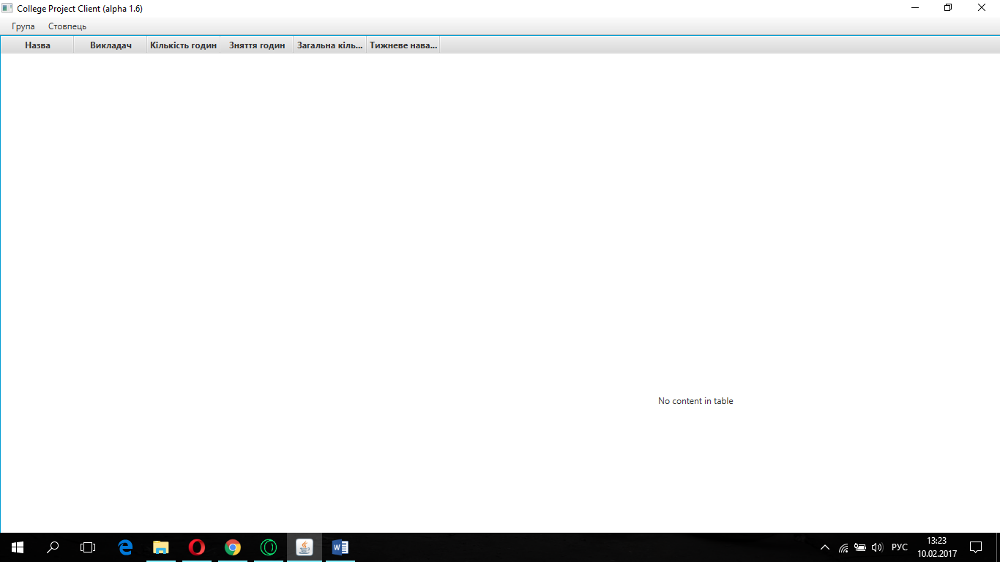 College Project Client (alpha 1.6)
Група Стовпець
Назва Викладач Кількість годин Зняття годин Загальна кіль... Тижневе нава...
No content in table
W
РУС
13:23
10.02.2017